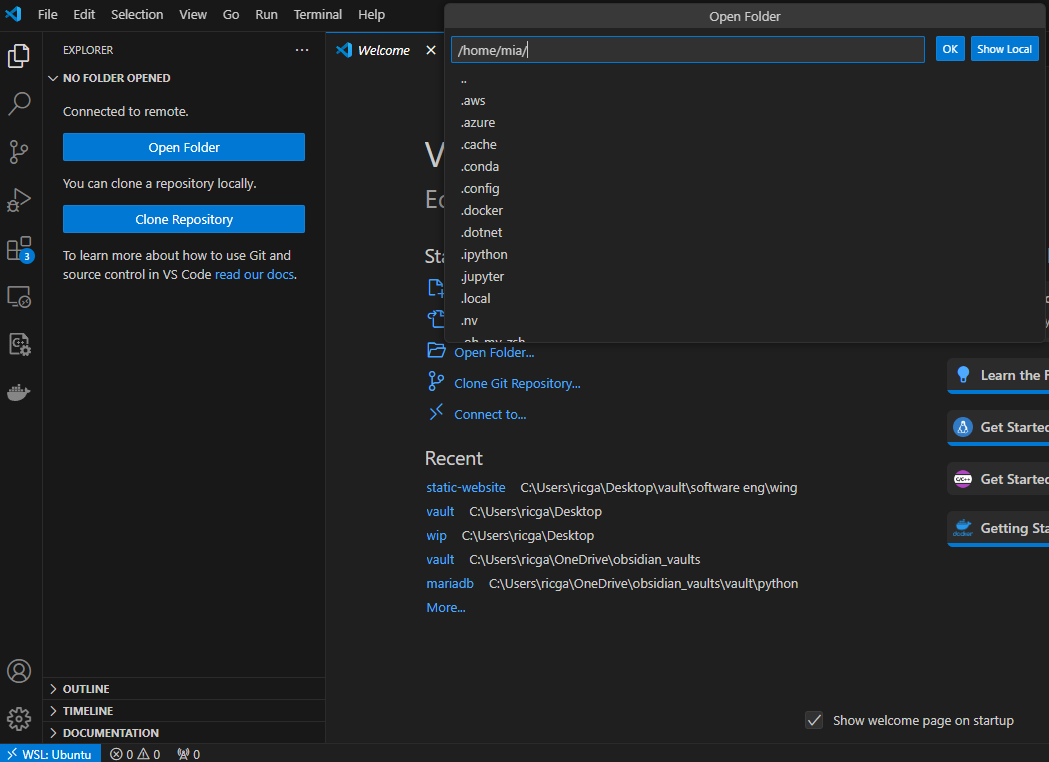 File Edit Selection View Go Run Terminal Help
Open Folder
EXPLORER
Welcome
/home/mia/
OK
Show Local
NO FOLDER OPENED
Connected to remote.
Open Folder
You can clone a repository locally.
Clone Repository
To learn more about how to use Git and
source control in VS Code read our docs.
3
..
.aws
.azure
.cache
.conda
.config
.docker
.dotnet
.ipython
.jupyter
.local
.nv
.oh-my-zsh
Open Folder...
Clone Git Repository...
Connect to...
Recent
static-website C:\Users\ricga\Desktop\vault\software eng\wing
vault C:\Users\ricga\Desktop
wip C:\Users\ricga\Desktop
vault C:\Users\ricga\OneDrive\obsidian_vaults
mariadb C:\Users\ricga\OneDrive\obsidian_vaults\vault\python
More...
Learn the
Get Started
Get Started
C/C++
Getting
docker
OUTLINE
TIMELINE
DOCUMENTATION
Show welcome page on startup
WSL: Ubuntu 0 0 0